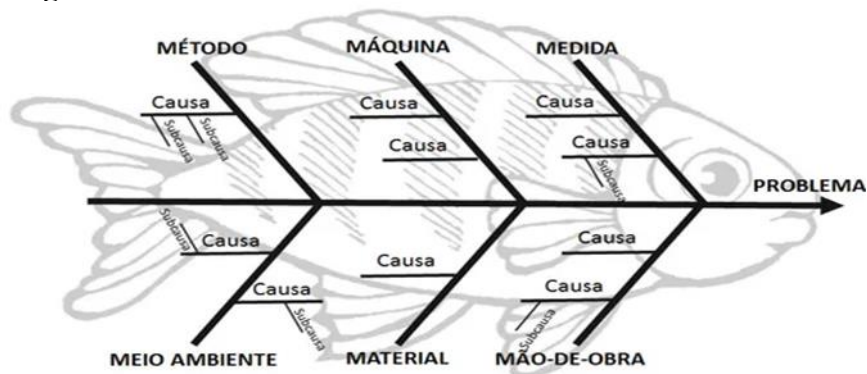 MÉTODO
MÁQUINA
MEDIDA
Causa
Subcausa
Subcausa
Causa
Causa
Causa
Causa
Subcausa
PROBLEMA
Subcausa
Causa
Causa
Subcausa
Causa
Causa
Causa
Subcausa
MEIO AMBIENTE
MATERIAL
MÃO-DE-OBRA